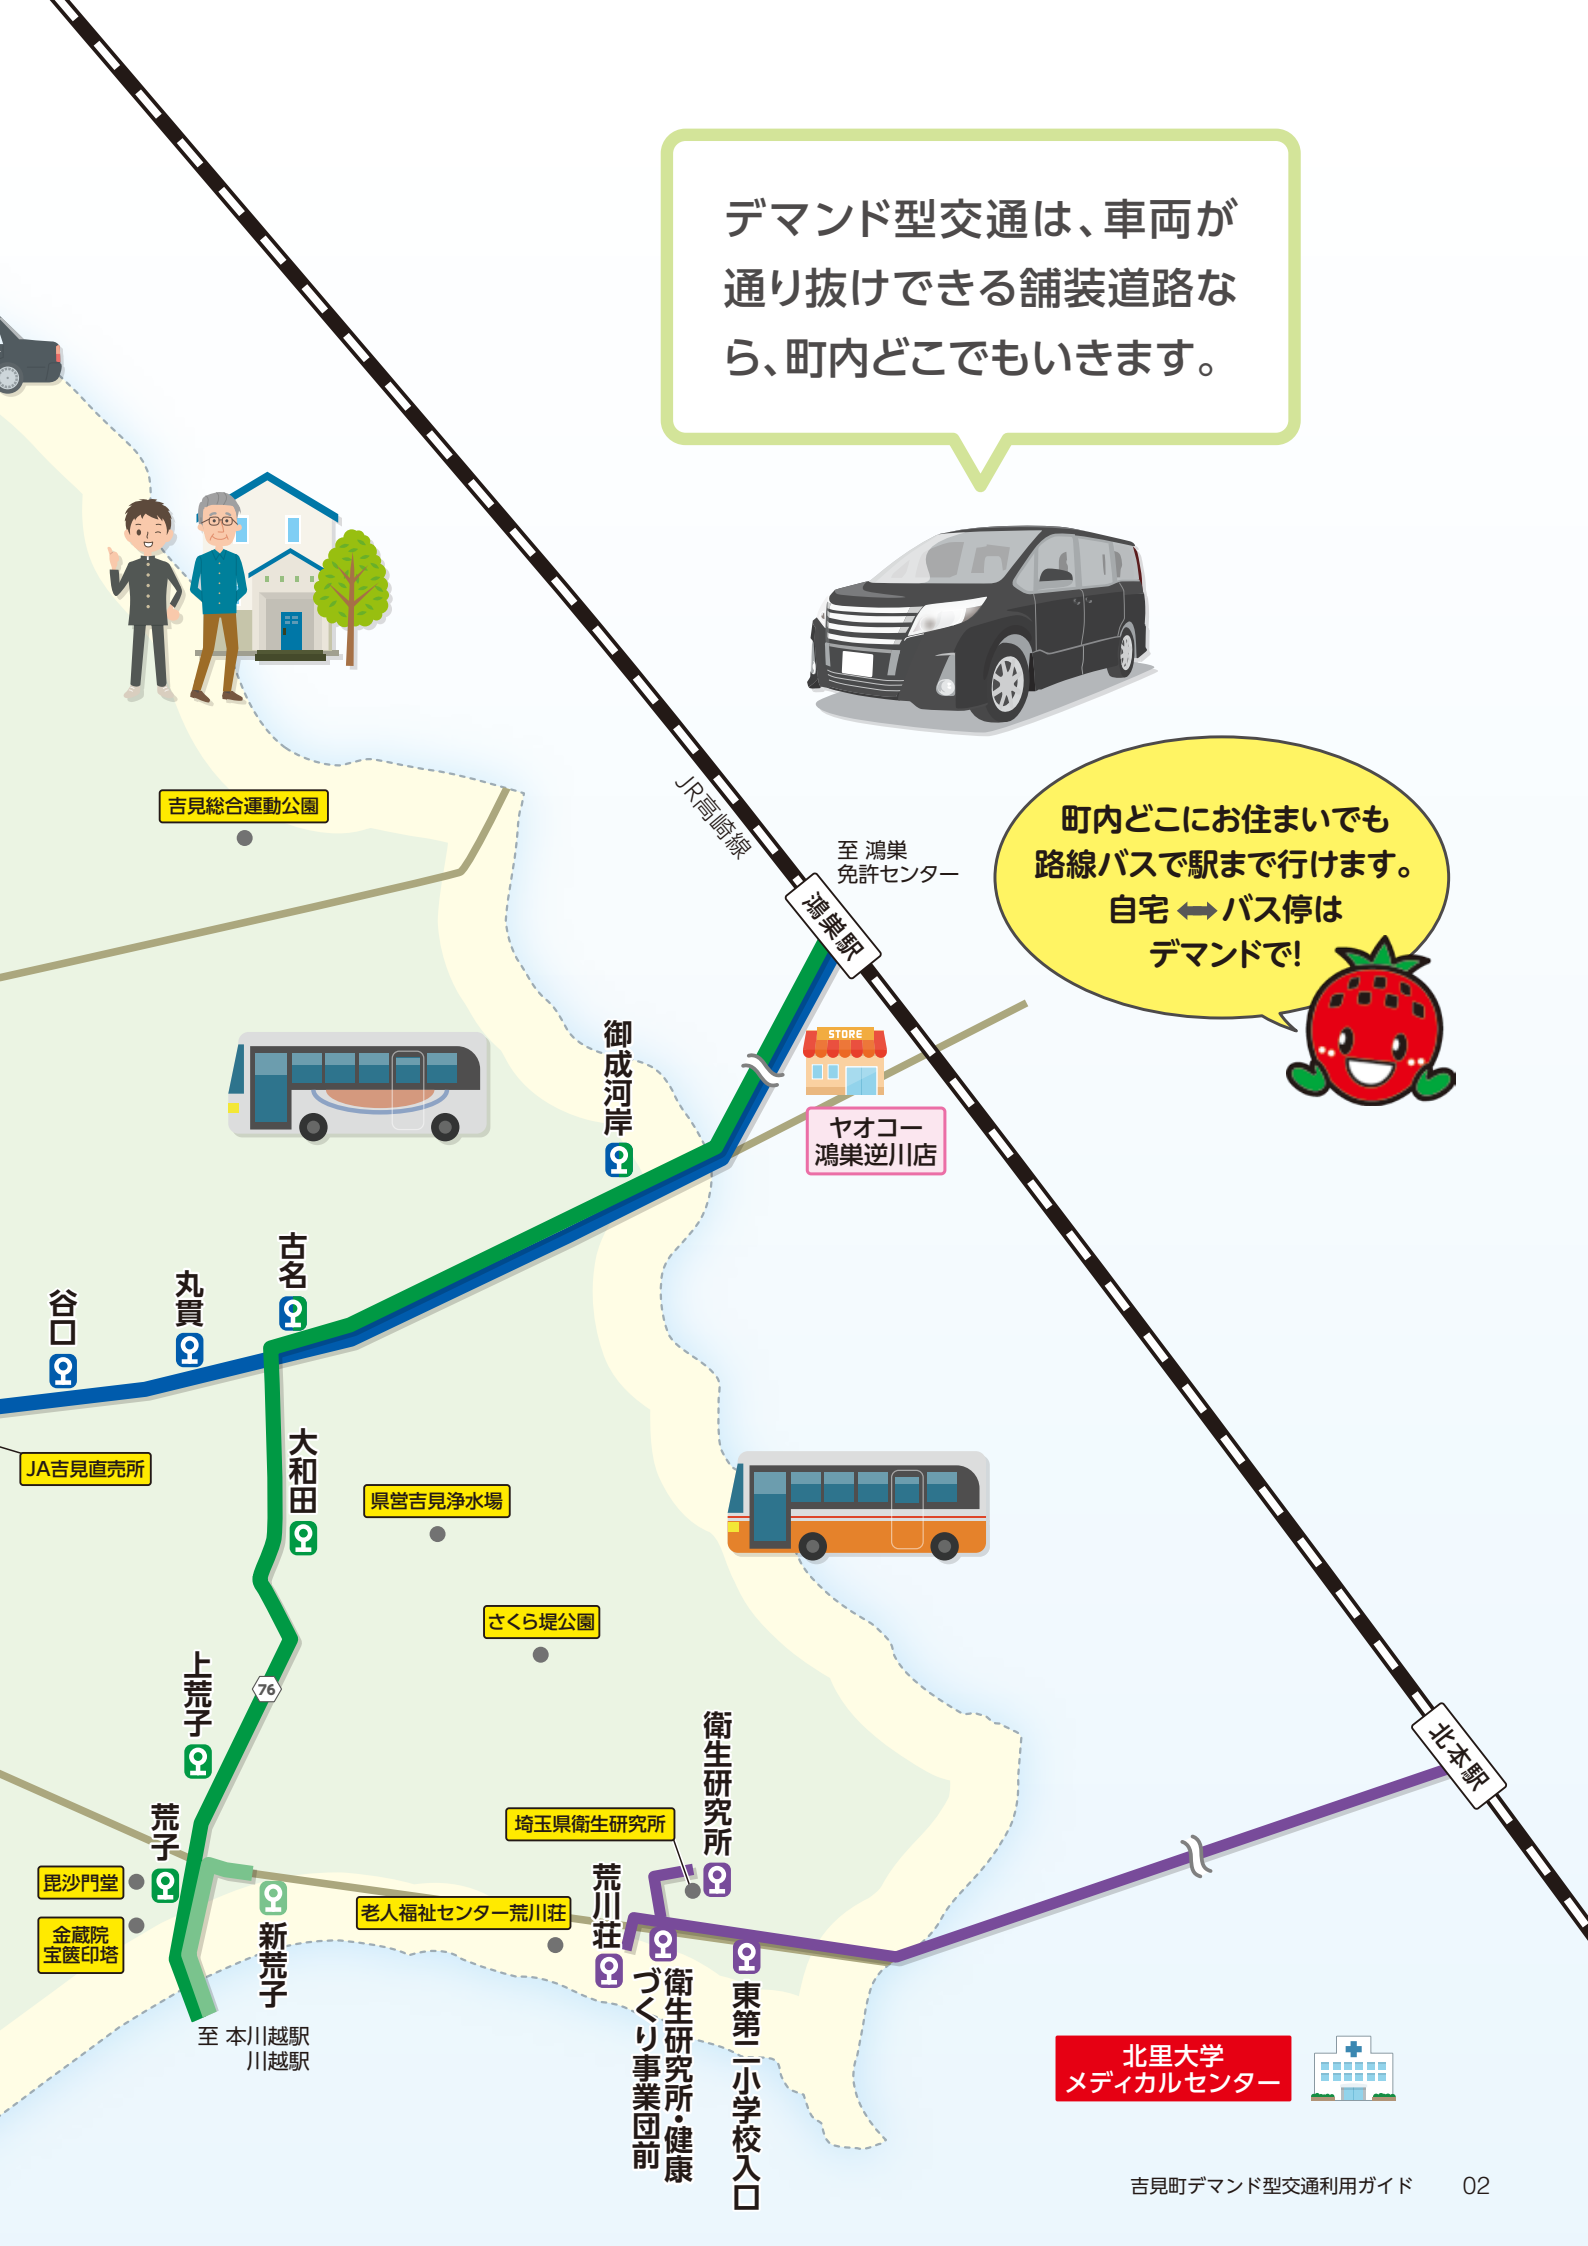 デマンド型交通は、車両が
通り抜けできる舗装道路な
ら、町内どこでもいきます。
吉見総合運動公園
JR高崎線
至 鴻巣
免許センター
鴻巣駅
町内どこにお住まいでも
路線バスで駅まで行けます。
自宅 ⟷ バス停は
デマンドで!
STORE
ヤオコー
鴻巣逆川店
御成河岸
古名
丸貫
谷口
JA吉見直売所
大和田
県営吉見浄水場
さくら堤公園
上荒子
76
荒子
毘沙門堂
金蔵院
宝篋印塔
新荒子
至 本川越駅
川越駅
衛生研究所
埼玉県衛生研究所
老人福祉センター荒川荘
荒川荘
衛生研究所・健康
づくり事業団前
東第二小学校入口
北本駅
北里大学
メディカルセンター
吉見町デマンド型交通利用ガイド 02